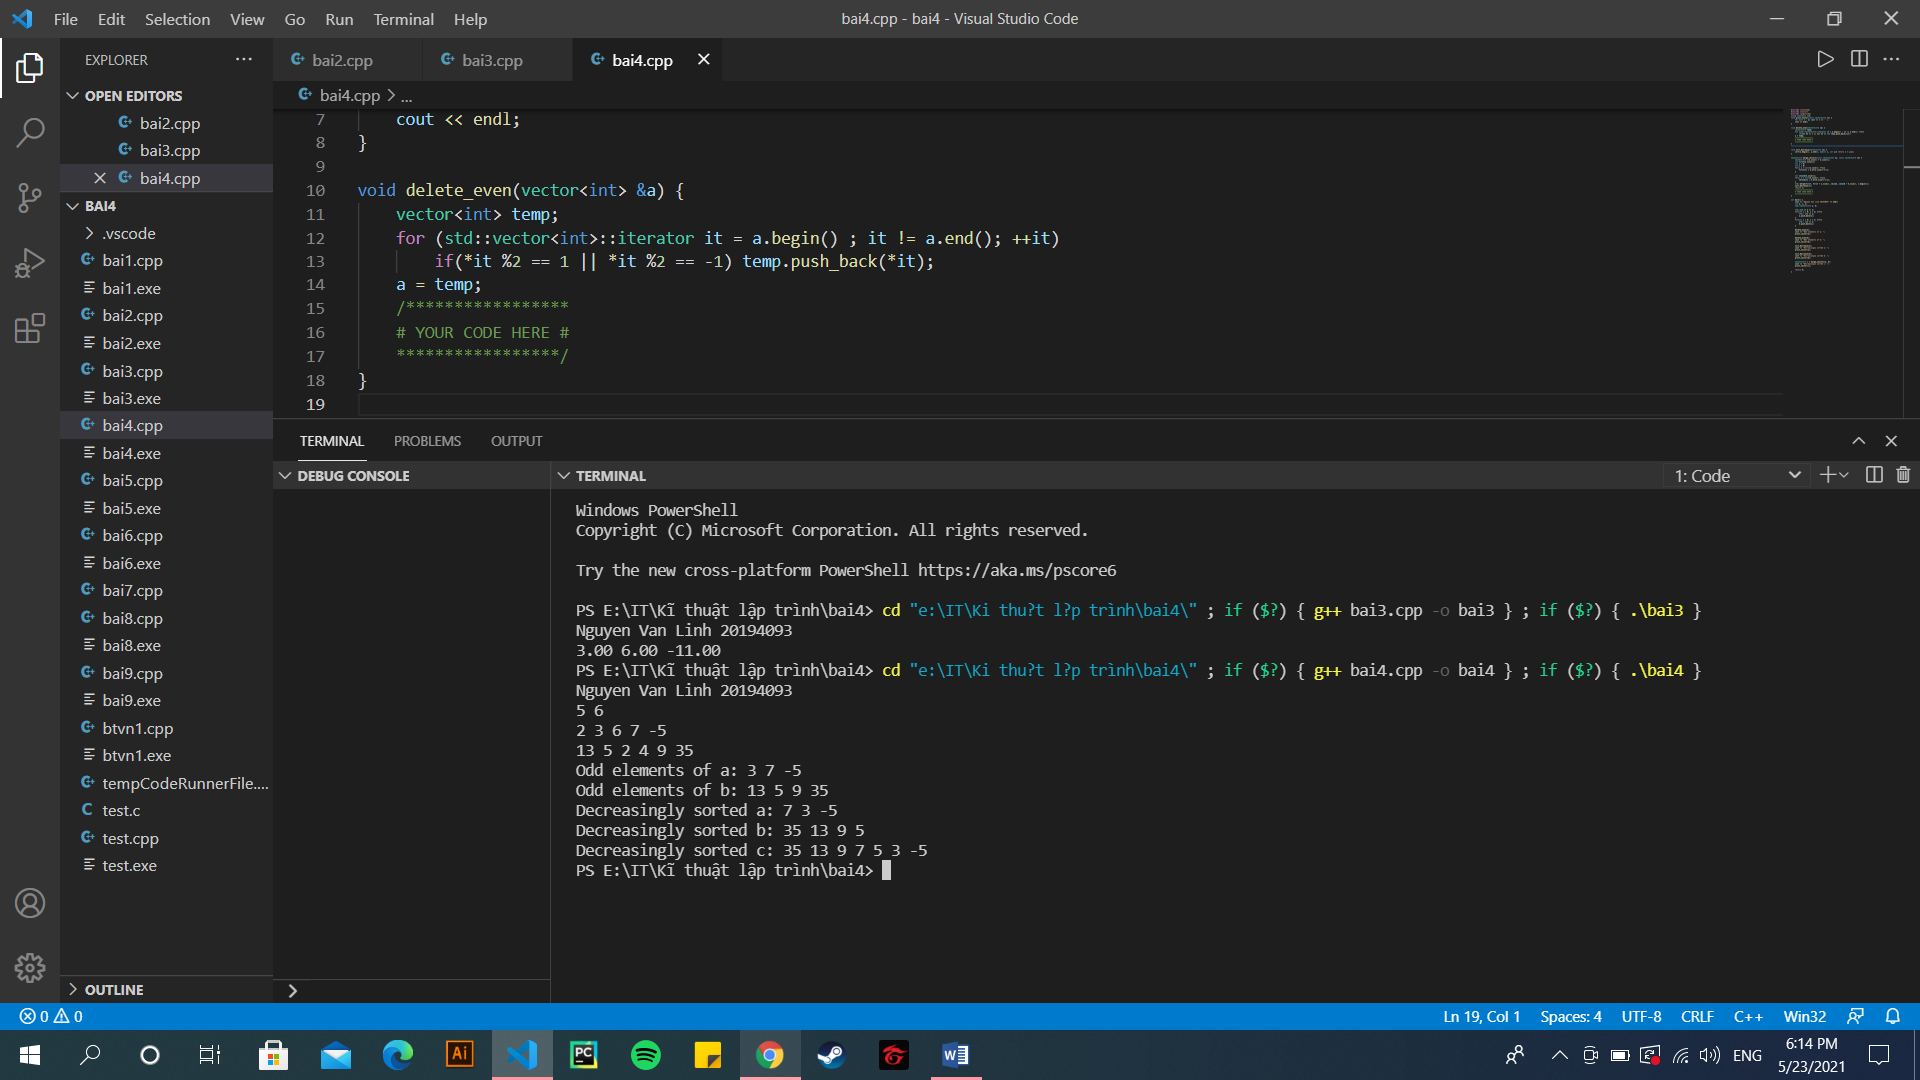 File Edit Selection View Go Run Terminal Help
bai4.cpp - bai4 - Visual Studio Code
EXPLORER
OPEN EDITORS
bai2.cpp
bai3.cpp
bai4.cpp
BAI4
.vscode
bai1.cpp
bai1.exe
bai2.cpp
bai2.exe
bai3.cpp
bai3.exe
bai4.cpp
bai4.exe
bai5.cpp
bai5.exe
bai6.cpp
bai6.exe
bai7.cpp
bai8.cpp
bai8.exe
bai9.cpp
bai9.exe
btvn1.cpp
btvn1.exe
tempCodeRunnerFile....
test.c
test.cpp
test.exe
OUTLINE
bai2.cpp bai3.cpp bai4.cpp
bai4.cpp > ...
7 cout << endl;
8 }
9
10 void delete_even(vector<int> &a) {
11 vector<int> temp;
12 for (std::vector<int>::iterator it = a.begin() ; it != a.end(); ++it)
13 if(*it %2 == 1 || *it %2 == -1) temp.push_back(*it);
14 a = temp;
15 /*****************
16 # YOUR CODE HERE #
17 *****************/
18 }
19
TERMINAL PROBLEMS OUTPUT
DEBUG CONSOLE
TERMINAL
1: Code
Windows PowerShell
Copyright (C) Microsoft Corporation. All rights reserved.
Try the new cross-platform PowerShell https://aka.ms/pscore6
PS E:\IT\Kĩ thuật lập trình\bai4> cd "e:\IT\Ki thu?t l?p trình\bai4\" ; if ($?) { g++ bai3.cpp -o bai3 } ; if ($?) { .\bai3 }
Nguyen Van Linh 20194093
3.00 6.00 -11.00
PS E:\IT\Kĩ thuật lập trình\bai4> cd "e:\IT\Ki thu?t l?p trình\bai4\" ; if ($?) { g++ bai4.cpp -o bai4 } ; if ($?) { .\bai4 }
Nguyen Van Linh 20194093
5 6
2 3 6 7 -5
13 5 2 4 9 35
Odd elements of a: 3 7 -5
Odd elements of b: 13 5 9 35
Decreasingly sorted a: 7 3 -5
Decreasingly sorted b: 35 13 9 5
Decreasingly sorted c: 35 13 9 7 5 3 -5
PS E:\IT\Kĩ thuật lập trình\bai4>
0 0
Ln 19, Col 1 Spaces: 4 UTF-8 CRLF C++ Win32
Ai
PC
W
ENG
6:14 PM
5/23/2021